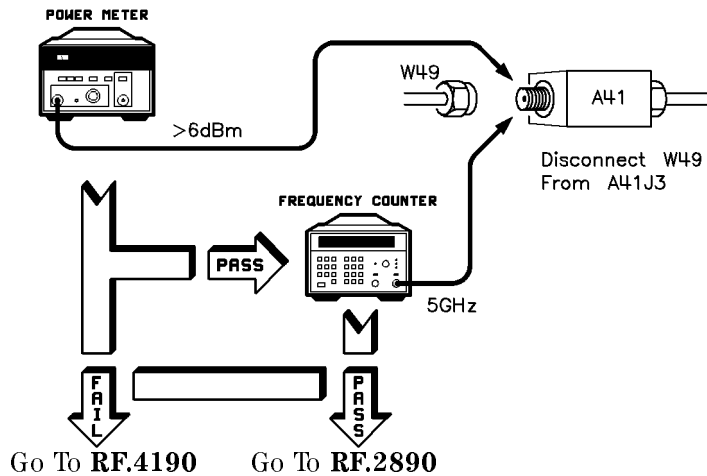 POWER METER
W49
A41
>6dBm
Disconnect W49
From A41J3
FREQUENCY COUNTER
PASS
5GHz
FAIL
PASS
Go To RF.4190
Go To RF.2890